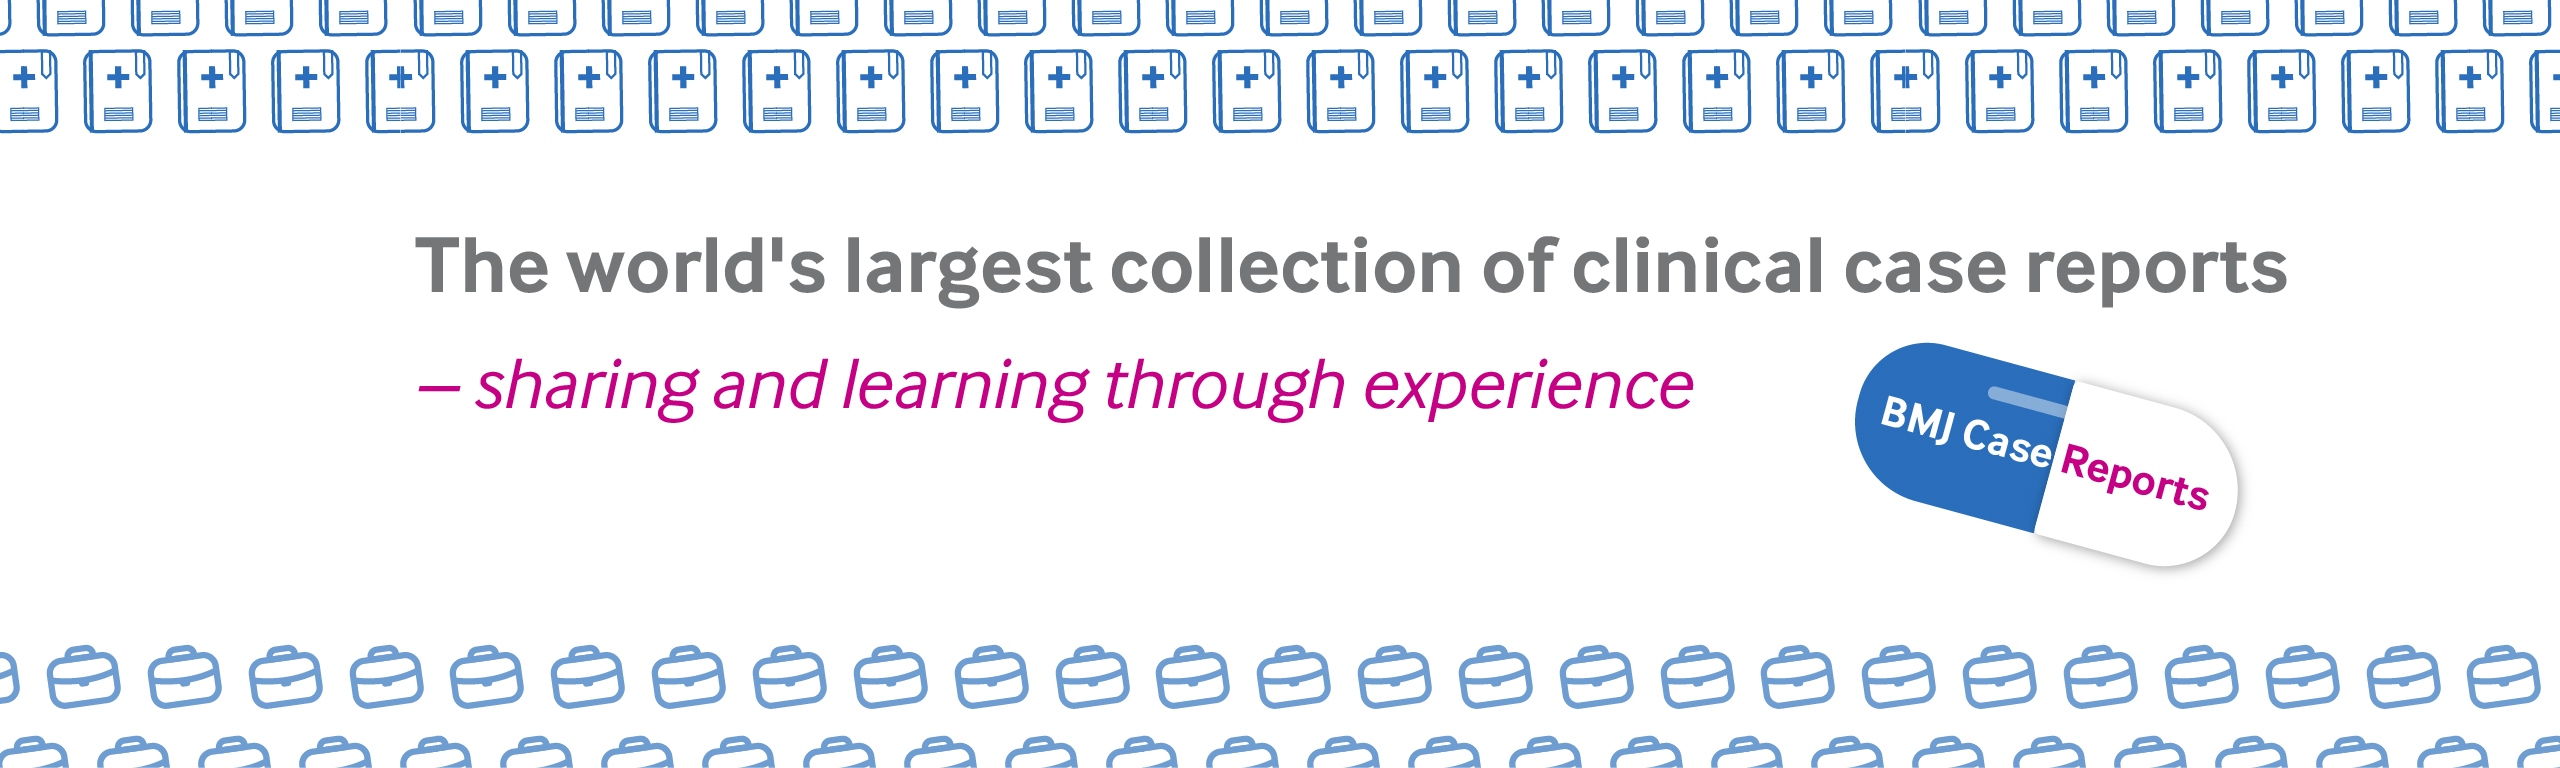 The world's largest collection of clinical case reports
– sharing and learning through experience
BMJ Case Reports